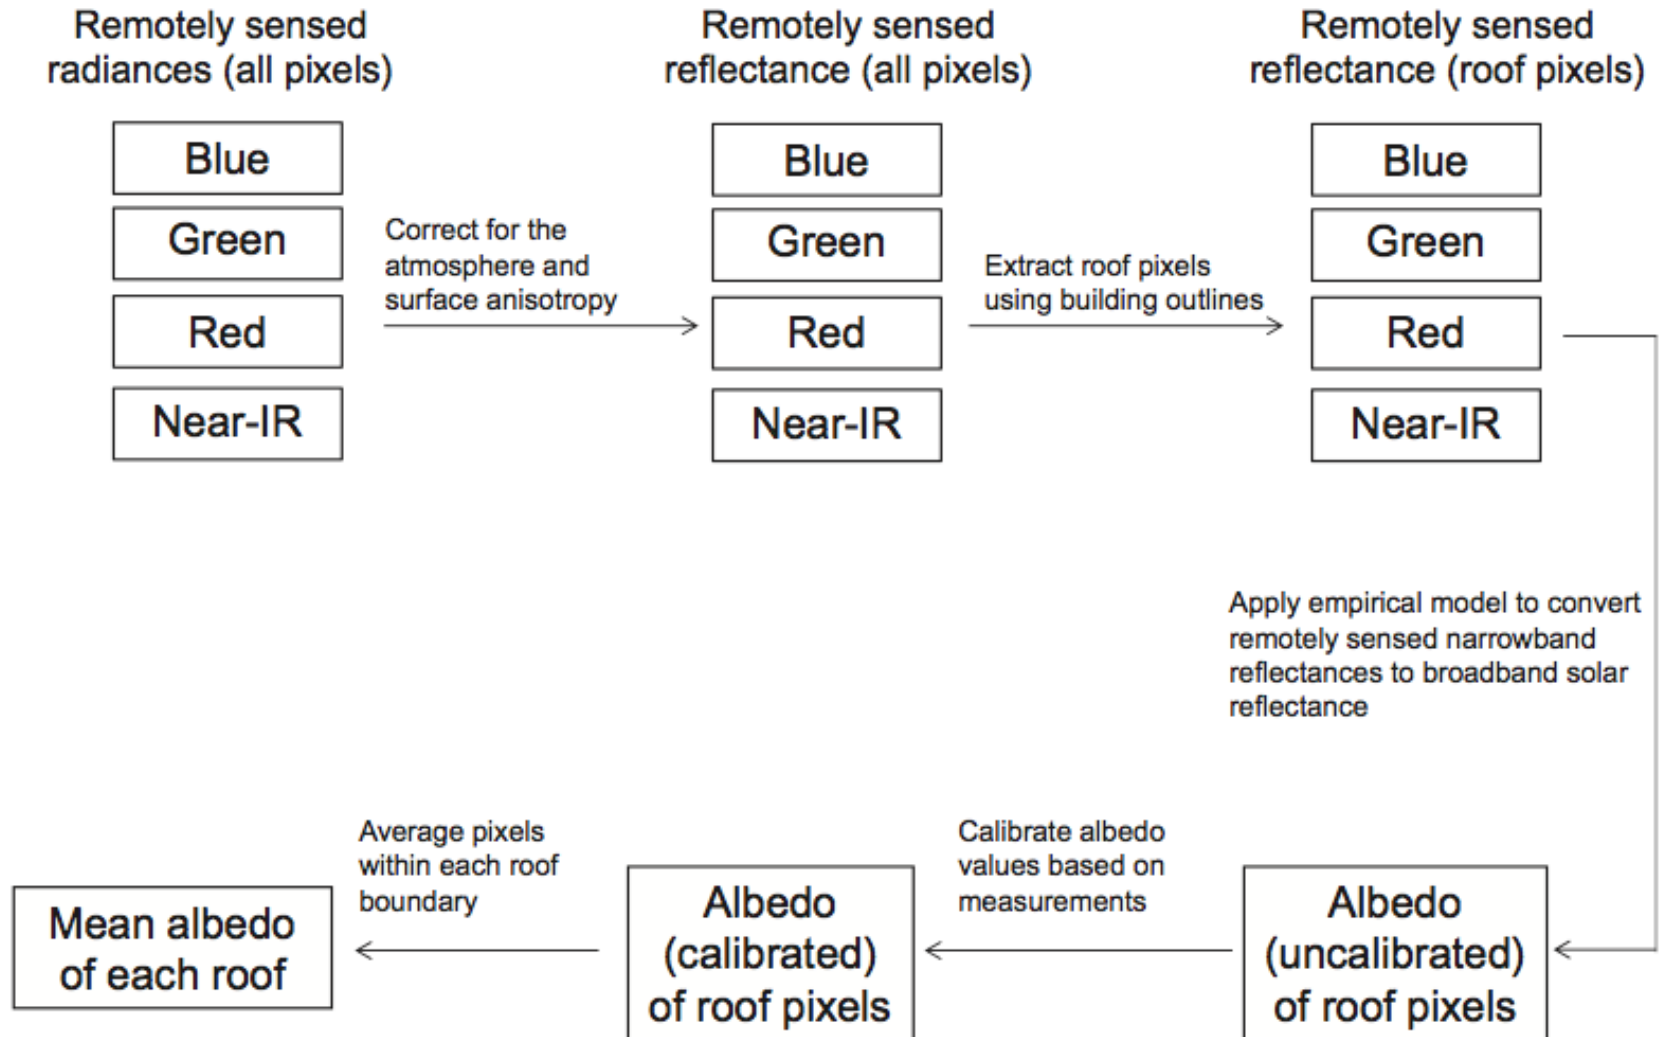 Remotely sensed
radiances (all pixels)
Blue
Green
Red
Near-IR
Correct for the
atmosphere and
surface anisotropy
Remotely sensed
reflectance (all pixels)
Blue
Green
Red
Near-IR
Extract roof pixels
using building outlines
Remotely sensed
reflectance (roof pixels)
Blue
Green
Red
Near-IR
Apply empirical model to convert
remotely sensed narrowband
reflectances to broadband solar
reflectance
Albedo
(uncalibrated)
of roof pixels
Calibrate albedo
values based on
measurements
Albedo
(calibrated)
of roof pixels
Average pixels
within each roof
boundary
Mean albedo
of each roof